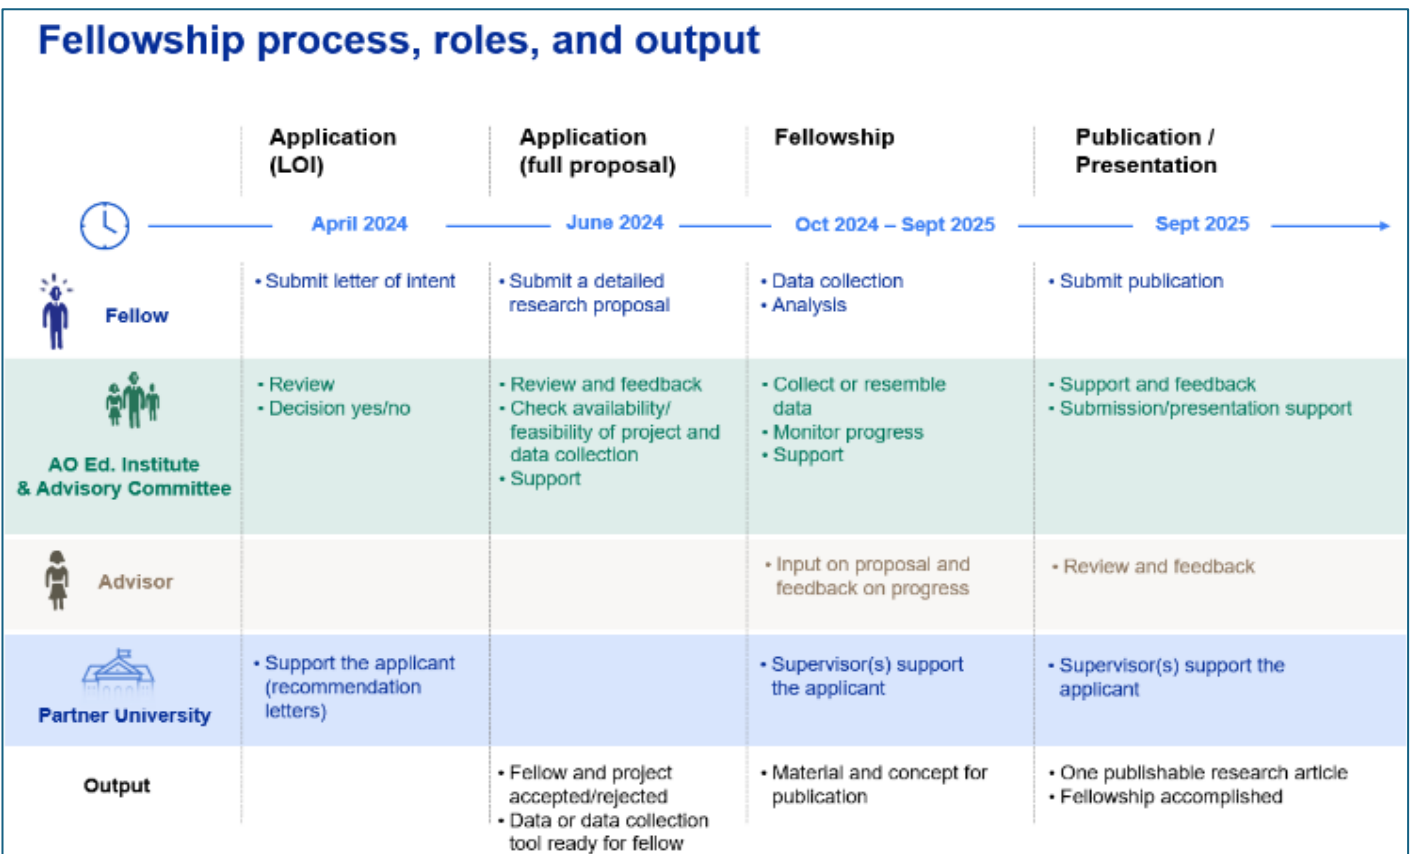 Fellowship process, roles, and output
Application
(LOI)
Application
(full proposal)
Fellowship
Publication /
Presentation
April 2024
June 2024
Oct 2024 – Sept 2025
Sept 2025
Fellow
• Submit letter of intent
• Submit a detailed
research proposal
• Data collection
• Analysis
• Submit publication
AO Ed. Institute
& Advisory Committee
• Review
• Decision yes/no
• Review and feedback
• Check availability/
feasibility of project and
data collection
• Support
• Collect or resemble
data
• Monitor progress
• Support
• Support and feedback
• Submission/presentation support
Advisor
• Input on proposal and
feedback on progress
• Review and feedback
Partner University
• Support the applicant
(recommendation
letters)
• Supervisor(s) support
the applicant
• Supervisor(s) support the
applicant
Output
• Fellow and project
accepted/rejected
• Data or data collection
tool ready for fellow
• Material and concept for
publication
• One publishable research article
• Fellowship accomplished